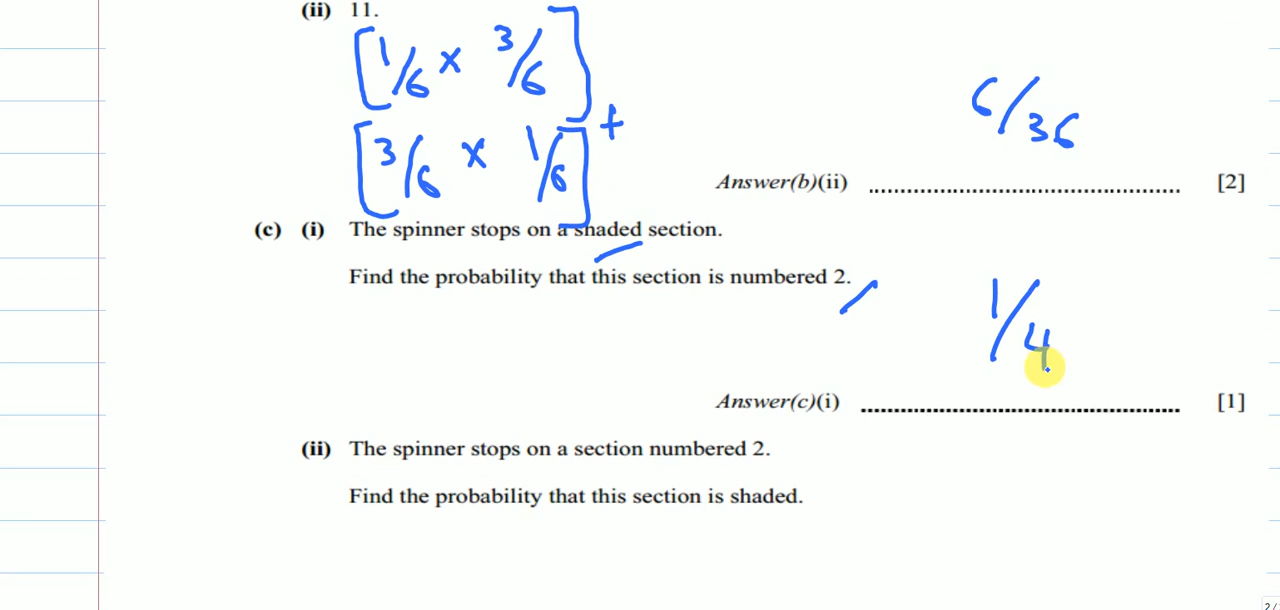 (ii) 11.
[1/6 × 3/6] +
[3/6 × 1/6]
6/36
Answer(b)(ii) ................................................ [2]
(c) (i) The spinner stops on a shaded section.
Find the probability that this section is numbered 2.
1/4
Answer(c)(i) ................................................ [1]
(ii) The spinner stops on a section numbered 2.
Find the probability that this section is shaded.
2/